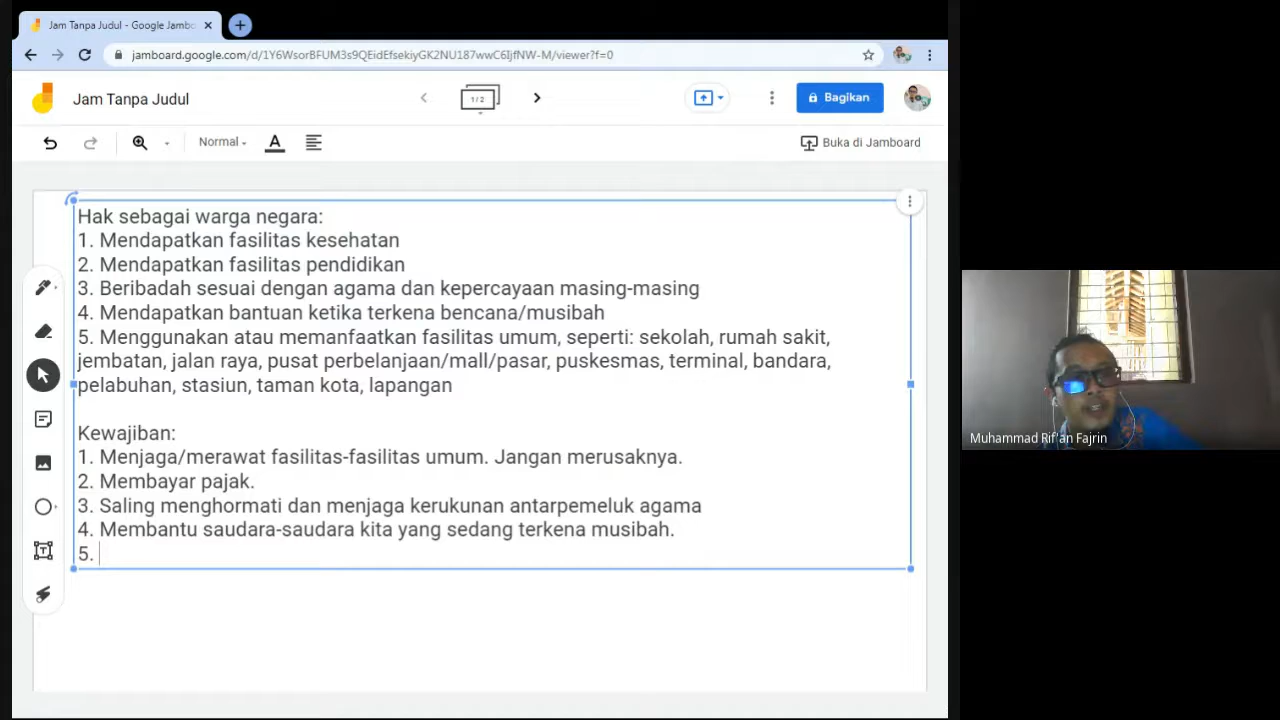 Jam Tanpa Judul - Google Jambo
jamboard.google.com/d/1Y6WsorBFUM3s9QEidEfsekiyGK2NU187wwC6IjfNW-M/viewer?f=0
Jam Tanpa Judul
1 / 2
Bagikan
Normal
A
Buka di Jamboard
Hak sebagai warga negara:
1. Mendapatkan fasilitas kesehatan
2. Mendapatkan fasilitas pendidikan
3. Beribadah sesuai dengan agama dan kepercayaan masing-masing
4. Mendapatkan bantuan ketika terkena bencana/musibah
5. Menggunakan atau memanfaatkan fasilitas umum, seperti: sekolah, rumah sakit,
jembatan, jalan raya, pusat perbelanjaan/mall/pasar, puskesmas, terminal, bandara,
pelabuhan, stasiun, taman kota, lapangan
Kewajiban:
1. Menjaga/merawat fasilitas-fasilitas umum. Jangan merusaknya.
2. Membayar pajak.
3. Saling menghormati dan menjaga kerukunan antarpemeluk agama
4. Membantu saudara-saudara kita yang sedang terkena musibah.
5.
Muhammad Rif'an Fajrin